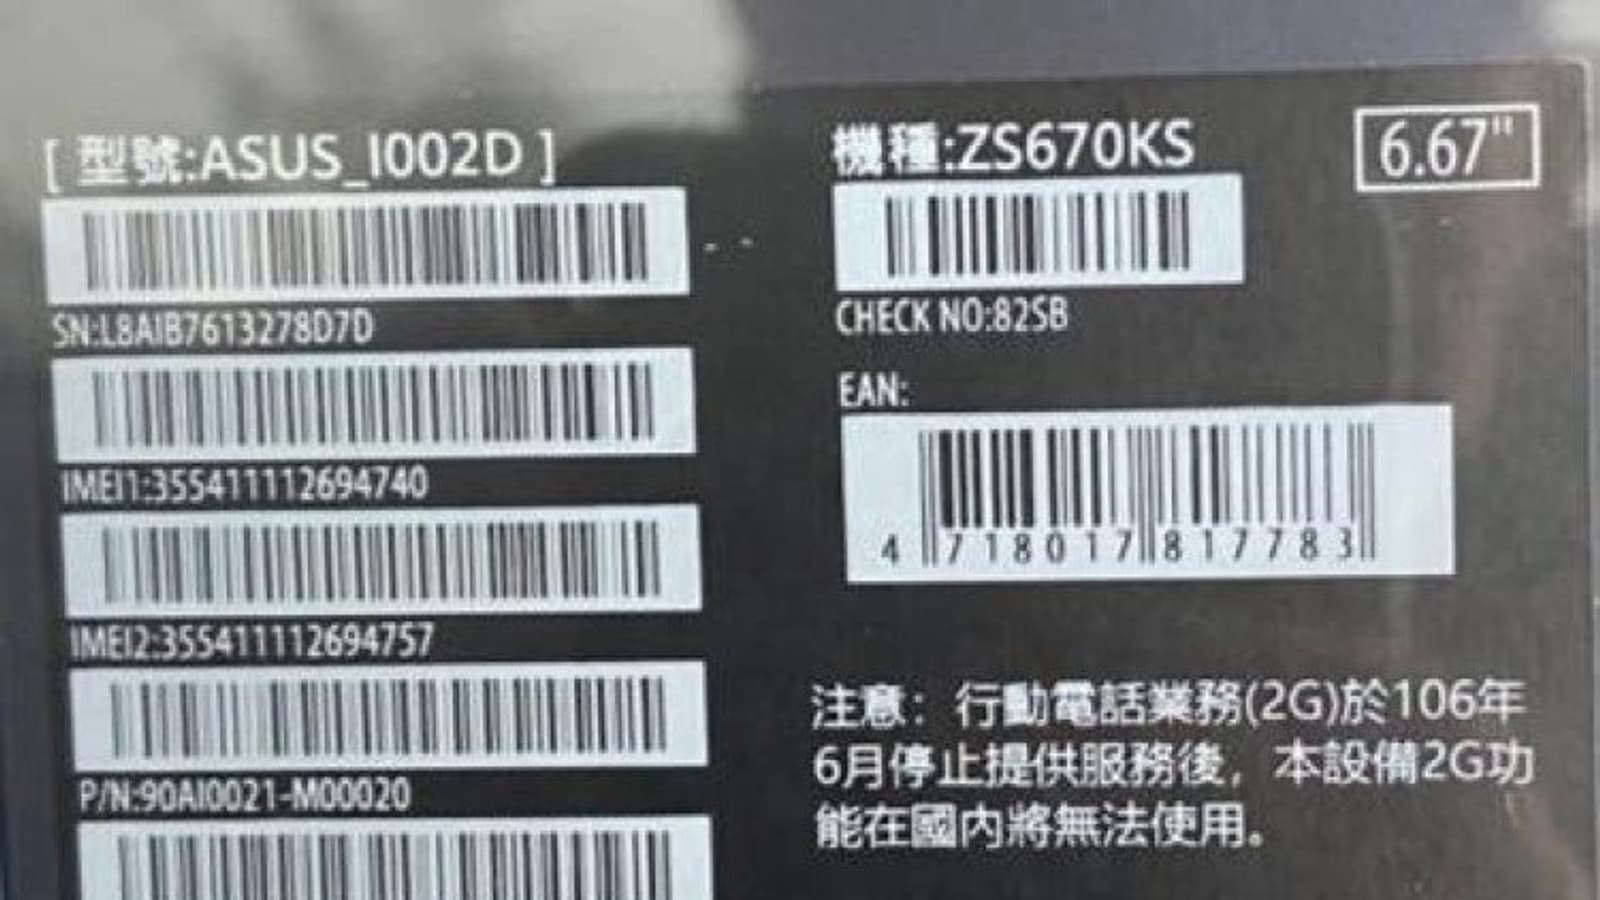 [ 型號:ASUS_I002D ]
SN:L8AIB7613278D7D
IMEI1:355411112694740
IMEI2:355411112694757
P/N:90AI0021-M00020
機種:ZS670KS
6.67"
CHECK NO:82SB
EAN:
4 718017 817783
注意：行動電話業務(2G)於106年
6月停止提供服務後，本設備2G功
能在國內將無法使用。